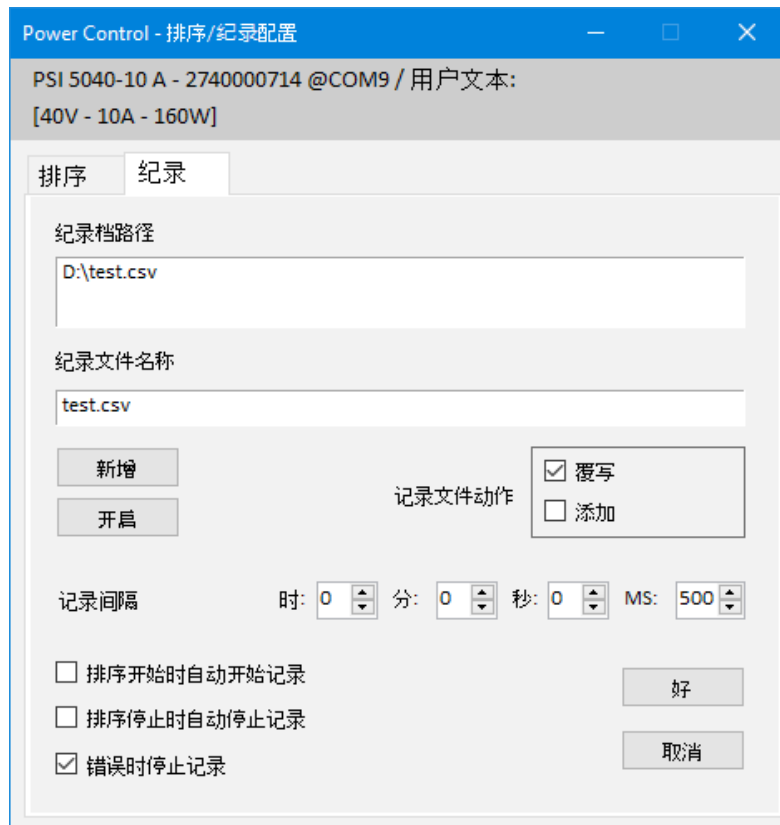 Power Control - 排序/纪录配置
PSI 5040-10 A - 2740000714 @COM9 / 用户文本:
[40V - 10A - 160W]
排序 纪录
纪录档路径
D:\test.csv
纪录文件名称
test.csv
新增
开启
记录文件动作
覆写
添加
记录间隔 时: 0 分: 0 秒: 0 MS: 500
排序开始时自动开始记录
排序停止时自动停止记录
错误时停止记录
好
取消